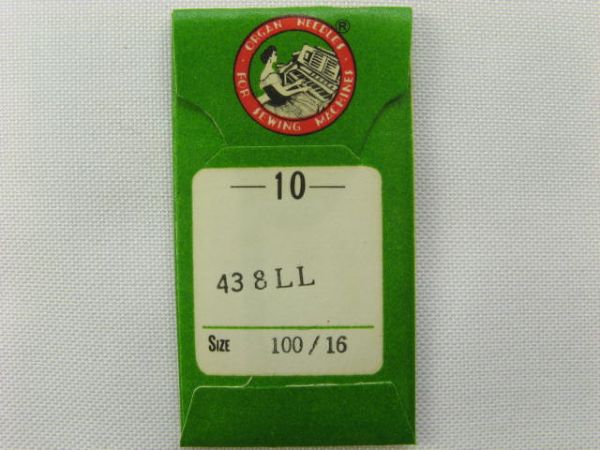 ORGAN NEEDLES
®
FOR SEWING MACHINES
—10—
438LL
SIZE 100/16